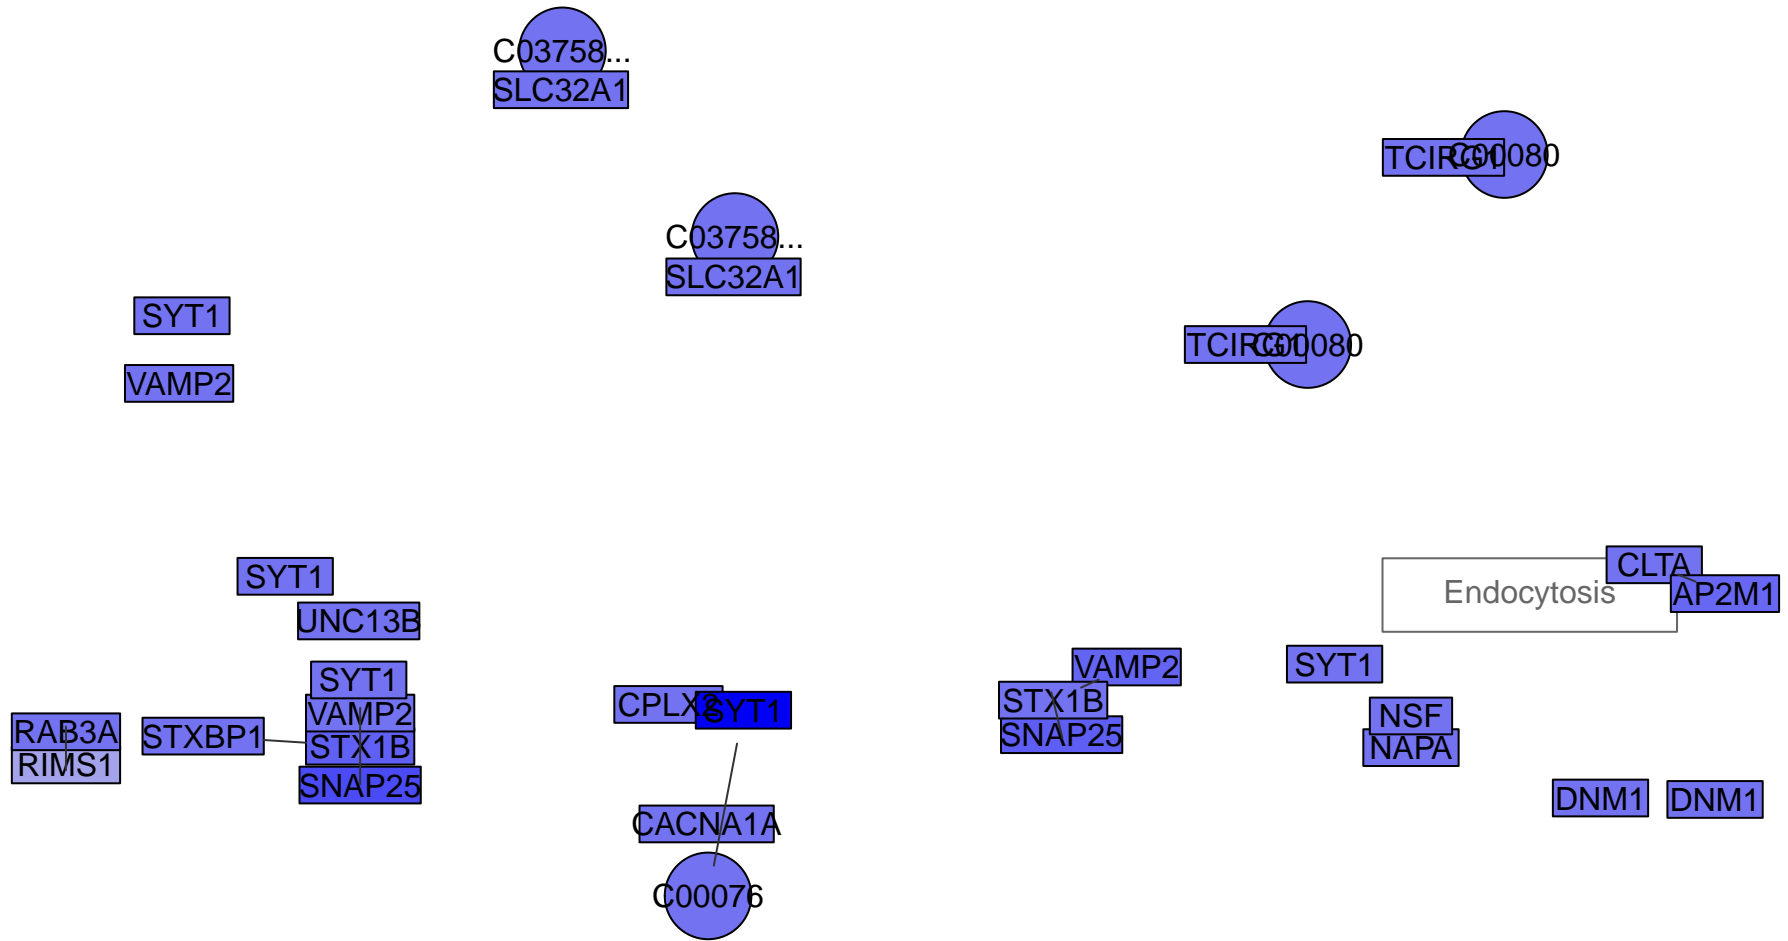 C03758...
SLC32A1
TCIRG1
C00080
C03758...
SLC32A1
SYT1
TCIRG1
C00080
VAMP2
SYT1
UNC13B
CLTA
Endocytosis
AP2M1
SYT1
VAMP2
SYT1
STX1B
SNAP25
CPLX2
SYT1
VAMP2
STX1B
SNAP25
RAB3A
RIMS1
STXBP1
NSF
NAPA
DNM1
DNM1
CACNA1A
C00076